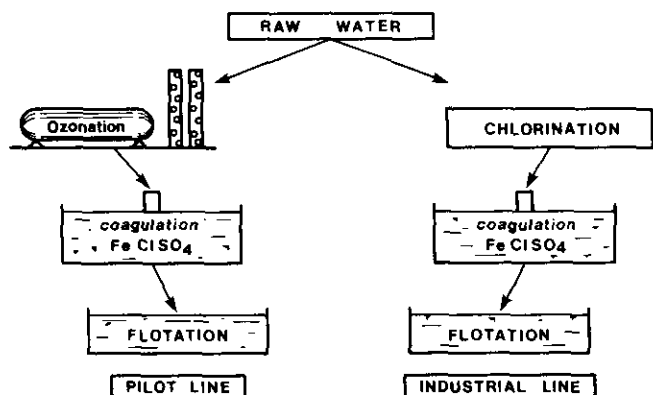 RAW WATER
Ozonation
CHLORINATION
coagulation
Fe ClSO4
coagulation
Fe ClSO4
FLOTATION
FLOTATION
PILOT LINE
INDUSTRIAL LINE